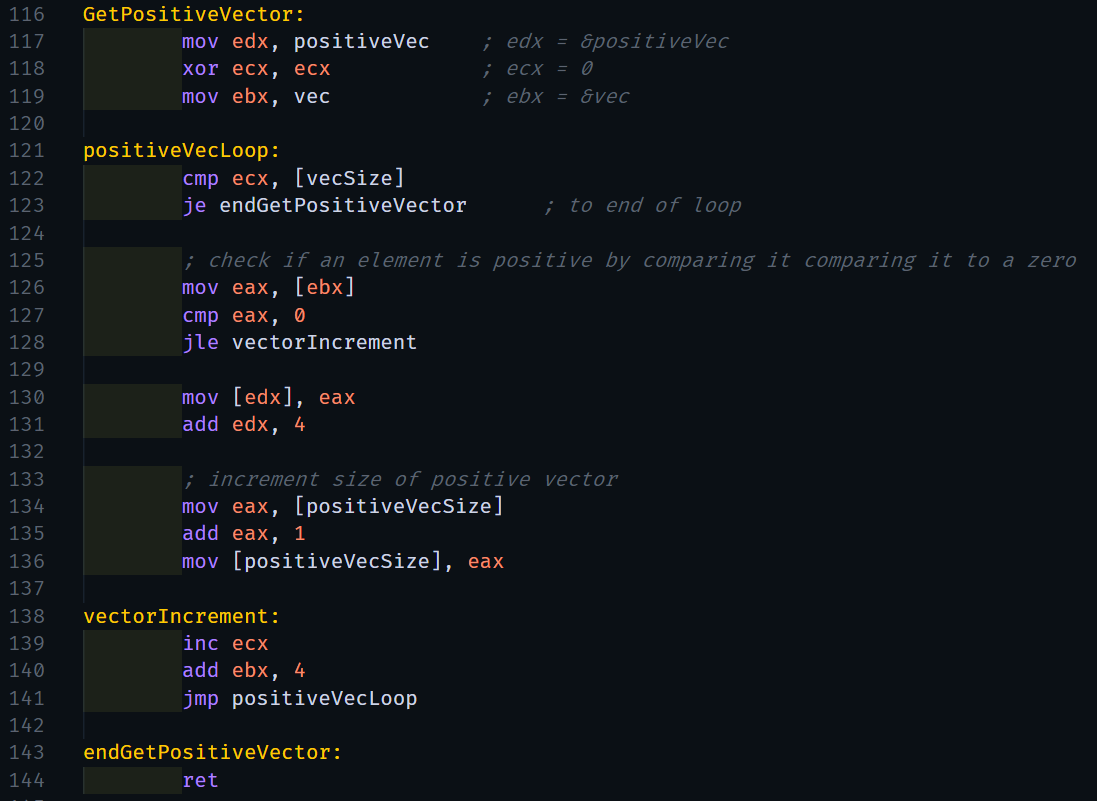 116 GetPositiveVector:
117 mov edx, positiveVec ; edx = &positiveVec
118 xor ecx, ecx ; ecx = 0
119 mov ebx, vec ; ebx = &vec
120
121 positiveVecLoop:
122 cmp ecx, [vecSize]
123 je endGetPositiveVector ; to end of loop
124
125 ; check if an element is positive by comparing it comparing it to a zero
126 mov eax, [ebx]
127 cmp eax, 0
128 jle vectorIncrement
129
130 mov [edx], eax
131 add edx, 4
132
133 ; increment size of positive vector
134 mov eax, [positiveVecSize]
135 add eax, 1
136 mov [positiveVecSize], eax
137
138 vectorIncrement:
139 inc ecx
140 add ebx, 4
141 jmp positiveVecLoop
142
143 endGetPositiveVector:
144 ret